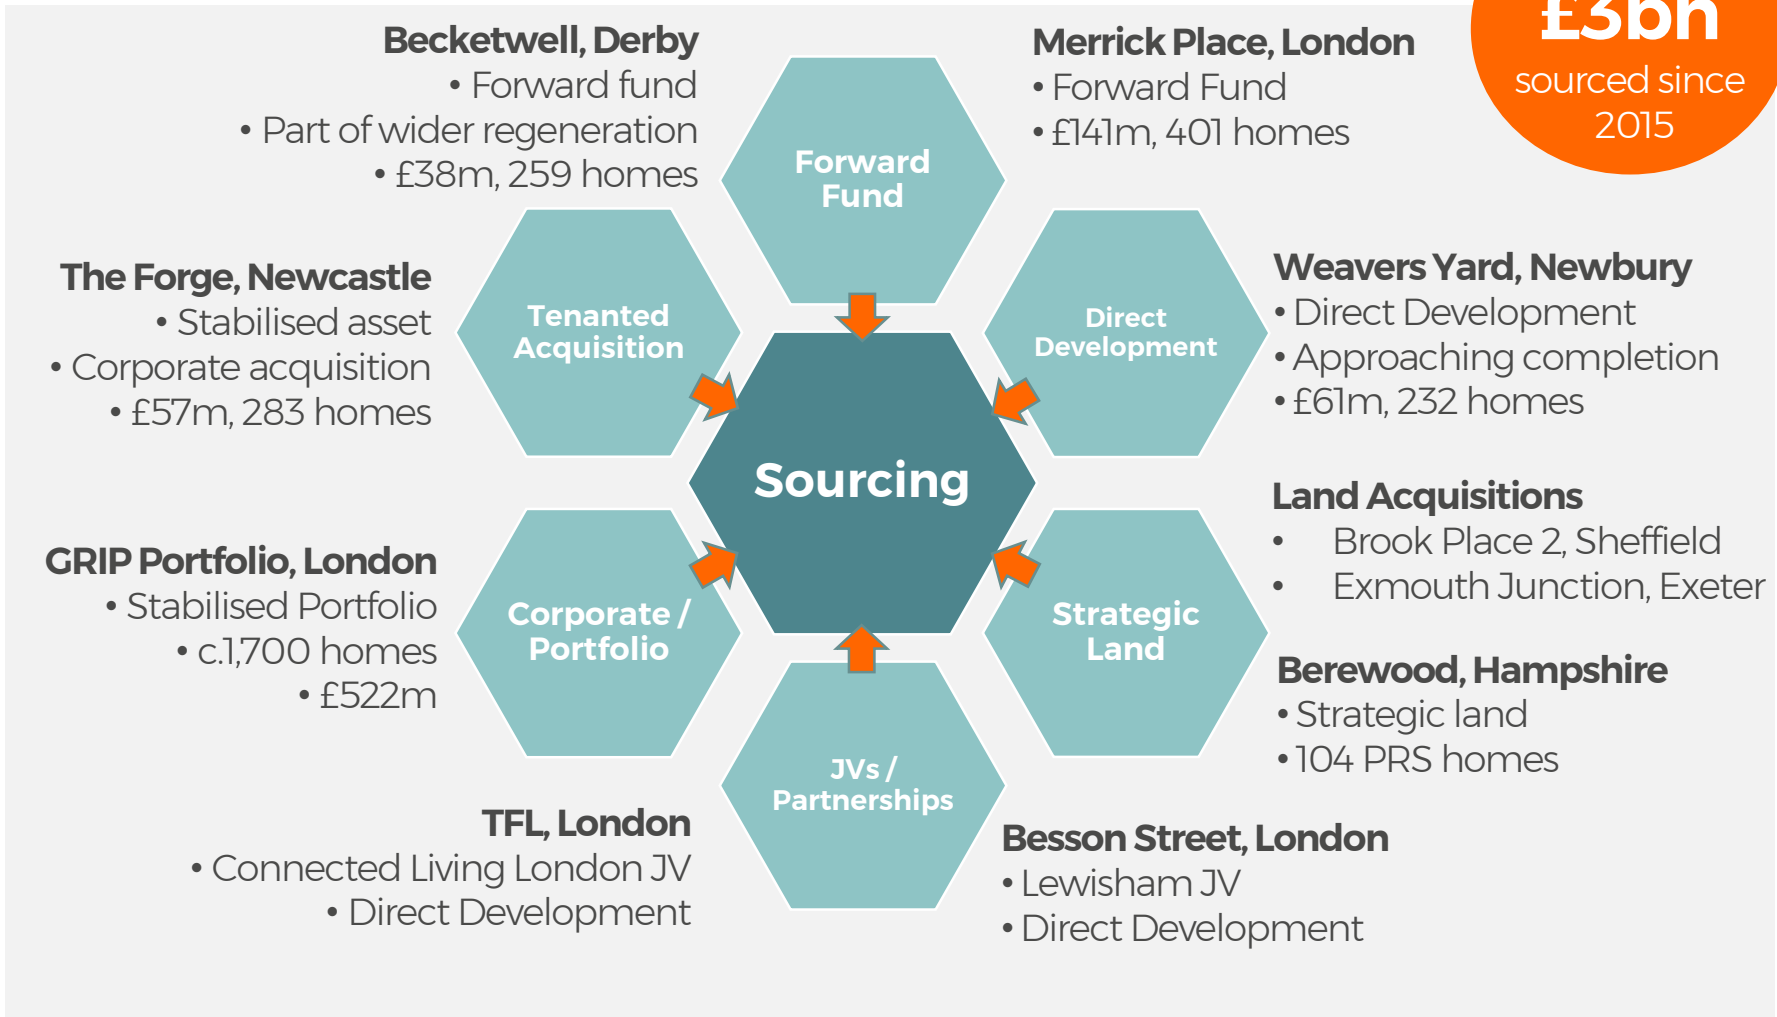 £3bn
sourced since
2015
Becketwell, Derby
• Forward fund
• Part of wider regeneration
• £38m, 259 homes
Merrick Place, London
• Forward Fund
• £141m, 401 homes
Forward
Fund
The Forge, Newcastle
• Stabilised asset
• Corporate acquisition
• £57m, 283 homes
Tenanted
Acquisition
Direct
Development
Weavers Yard, Newbury
• Direct Development
• Approaching completion
• £61m, 232 homes
Sourcing
GRIP Portfolio, London
• Stabilised Portfolio
• c.1,700 homes
• £522m
Corporate /
Portfolio
Strategic
Land
Land Acquisitions
• Brook Place 2, Sheffield
• Exmouth Junction, Exeter
Berewood, Hampshire
• Strategic land
• 104 PRS homes
JVs /
Partnerships
TFL, London
• Connected Living London JV
• Direct Development
Besson Street, London
• Lewisham JV
• Direct Development